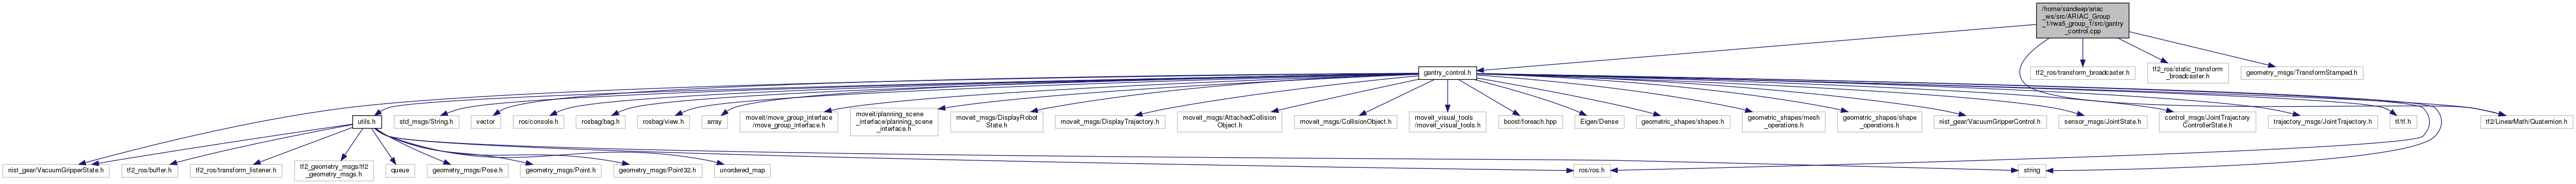 /home/sandeep/ariac
_ws/src/ARIAC_Group
_1/rwa5_group_1/src/gantry
_control.cpp
gantry_control.h
tf2_ros/transform_broadcaster.h
tf2_ros/static_transform
_broadcaster.h
geometry_msgs/TransformStamped.h
utils.h
std_msgs/String.h
vector
ros/console.h
rosbag/bag.h
rosbag/view.h
array
moveit/move_group_interface
/move_group_interface.h
moveit/planning_scene
_interface/planning_scene
_interface.h
moveit_msgs/DisplayRobot
State.h
moveit_msgs/DisplayTrajectory.h
moveit_msgs/AttachedCollision
Object.h
moveit_msgs/CollisionObject.h
moveit_visual_tools
/moveit_visual_tools.h
boost/foreach.hpp
Eigen/Dense
geometric_shapes/shapes.h
geometric_shapes/mesh
_operations.h
geometric_shapes/shape
_operations.h
nist_gear/VacuumGripperControl.h
sensor_msgs/JointState.h
control_msgs/JointTrajectory
ControllerState.h
trajectory_msgs/JointTrajectory.h
tf/tf.h
tf2/LinearMath/Quaternion.h
nist_gear/VacuumGripperState.h
tf2_ros/buffer.h
tf2_ros/transform_listener.h
tf2_geometry_msgs/tf2
_geometry_msgs.h
queue
geometry_msgs/Pose.h
geometry_msgs/Point.h
geometry_msgs/Point32.h
unordered_map
ros/ros.h
string